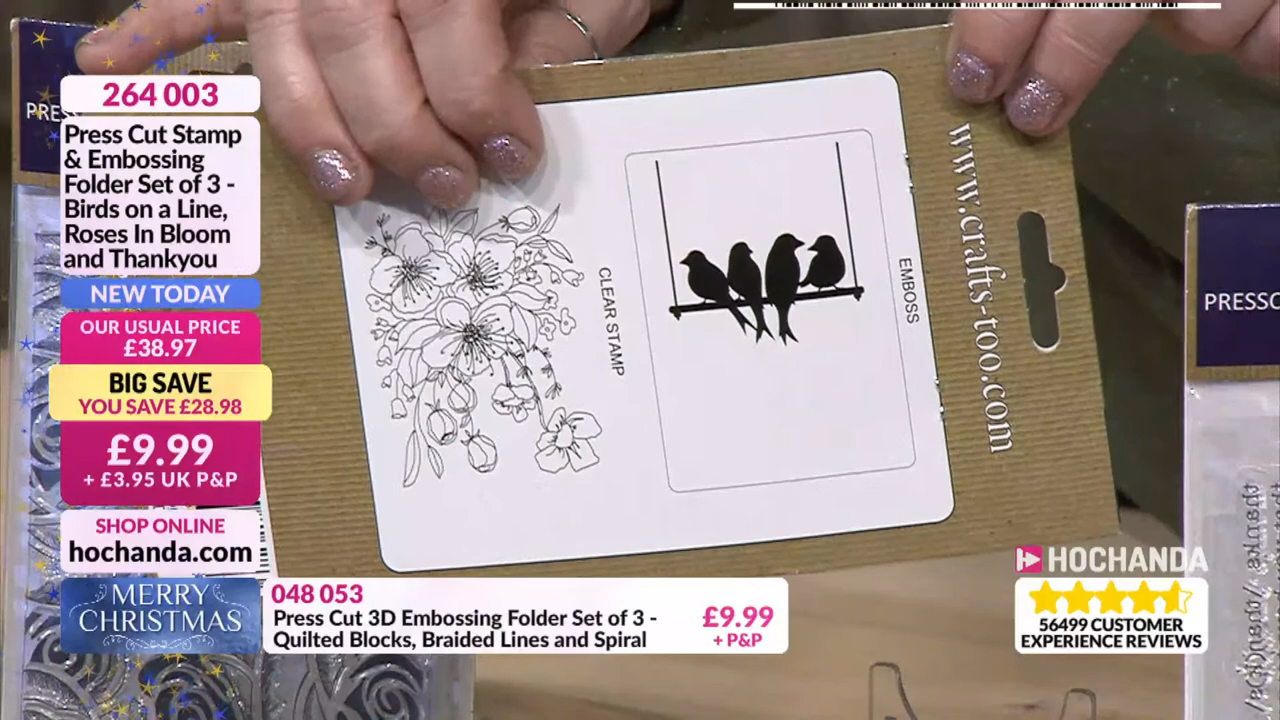 264 003
Press Cut Stamp
& Embossing
Folder Set of 3 -
Birds on a Line,
Roses In Bloom
and Thankyou
NEW TODAY
OUR USUAL PRICE
£38.97
BIG SAVE
YOU SAVE £28.98
£9.99
+ £3.95 UK P&P
SHOP ONLINE
hochanda.com
MERRY
CHRISTMAS
048 053
Press Cut 3D Embossing Folder Set of 3 -
Quilted Blocks, Braided Lines and Spiral
£9.99
+ P&P
CLEAR STAMP
EMBOSS
www.crafts-too.com
HOCHANDA
56499 CUSTOMER
EXPERIENCE REVIEWS